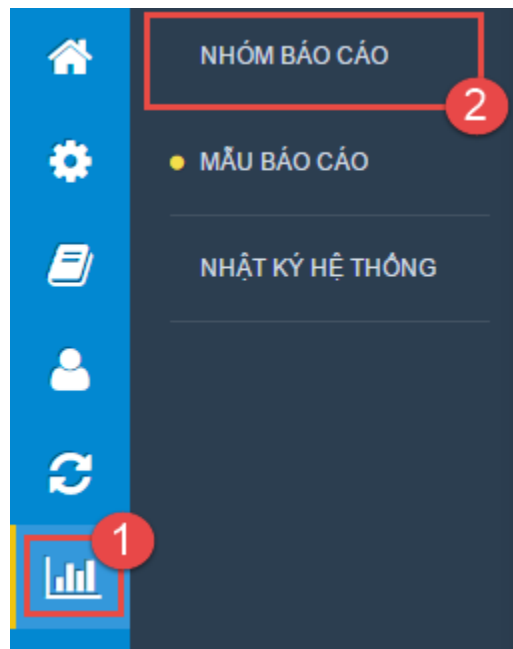 NHÓM BÁO CÁO
2
MẪU BÁO CÁO
NHẬT KÝ HỆ THỐNG
1